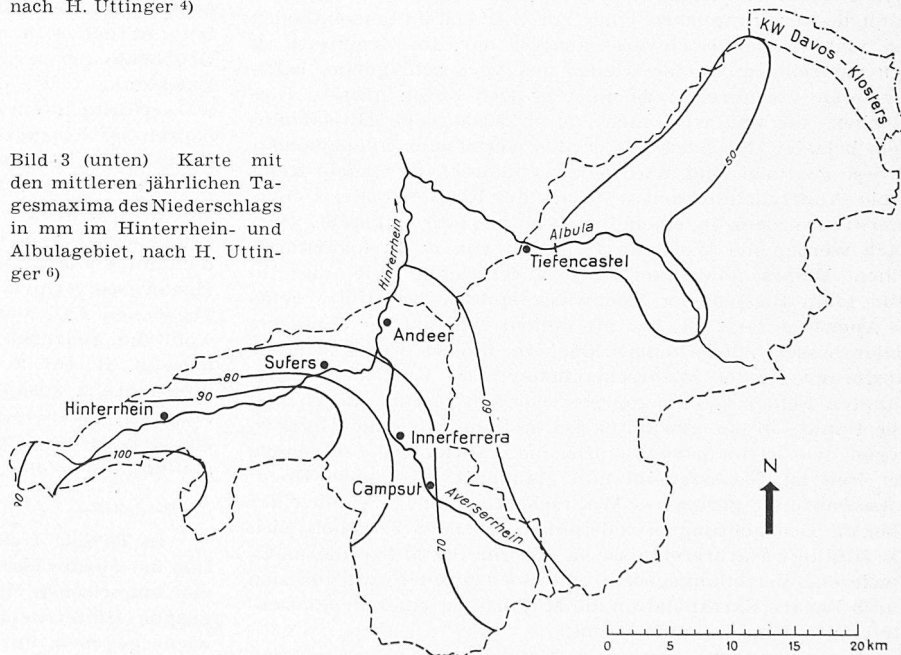 nach H. Uttinger 4)
Bild 3 (unten) Karte mit
den mittleren jährlichen Ta-
gesmaxima des Niederschlags
in mm im Hinterrhein- und
Albulagebiet, nach H. Uttin-
ger 6)
KW Davos - Klosters
50
Hinterrhein
Albula
Tiefencastel
Andeer
Sufers
80
90
60
Hinterrhein
Innerferrera
100
Campsut
Averserrhein
70
N
0 5 10 15 20 km